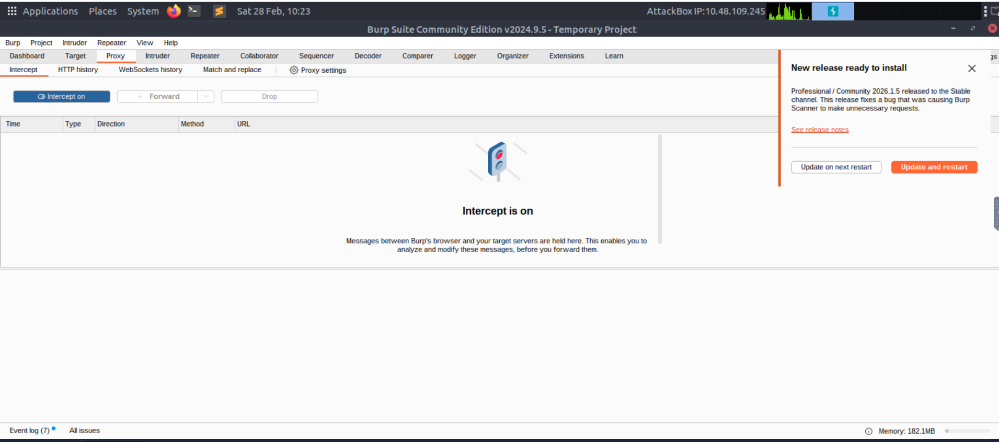 Applications Places System Sat 28 Feb, 10:23 AttackBox IP:10.48.109.245
Burp Suite Community Edition v2024.9.5 - Temporary Project
Burp Project Intruder Repeater View Help
Dashboard Target Proxy Intruder Repeater Collaborator Sequencer Decoder Comparer Logger Organizer Extensions Learn gs
Intercept HTTP history WebSockets history Match and replace Proxy settings
New release ready to install
Professional / Community 2026.1.5 released to the Stable
channel. This release fixes a bug that was causing Burp
Scanner to make unnecessary requests.
See release notes
Update on next restart Update and restart
Intercept on Forward Drop
Time Type Direction Method URL
Intercept is on
Messages between Burp's browser and your target servers are held here. This enables you to
analyze and modify these messages, before you forward them.
Event log (7) All issues Memory: 182.1MB